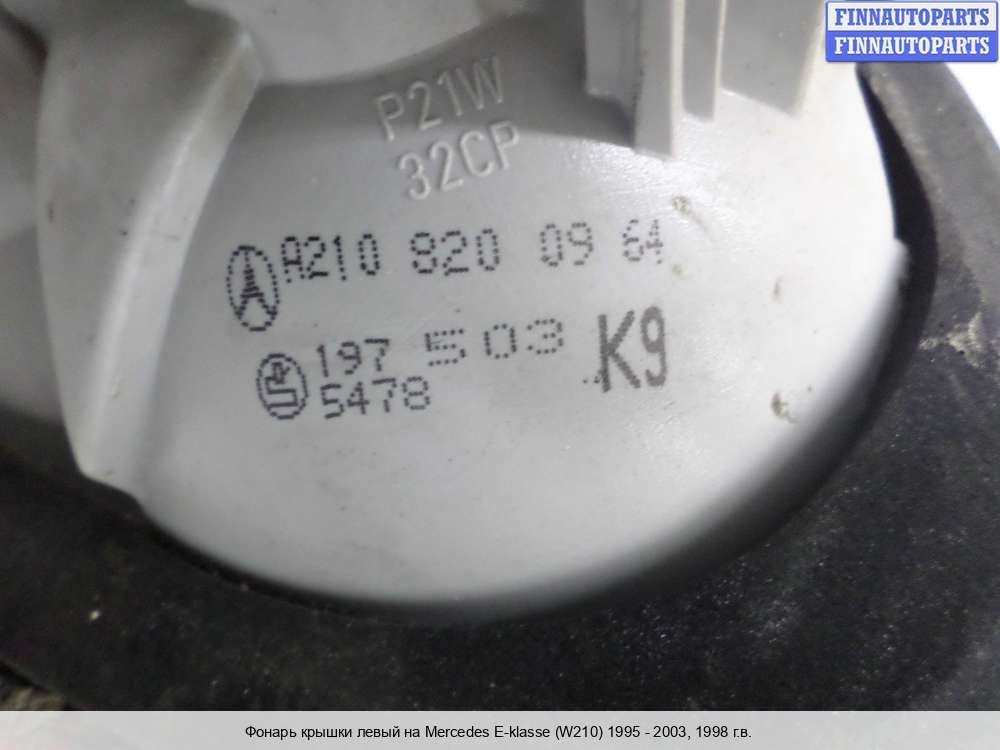 FINNAUTOPARTS
FINNAUTOPARTS
P21W
32CP
A210 820 09 64
197 503 K9
5478
Фонарь крышки левый на Mercedes E-klasse (W210) 1995 - 2003, 1998 г.в.